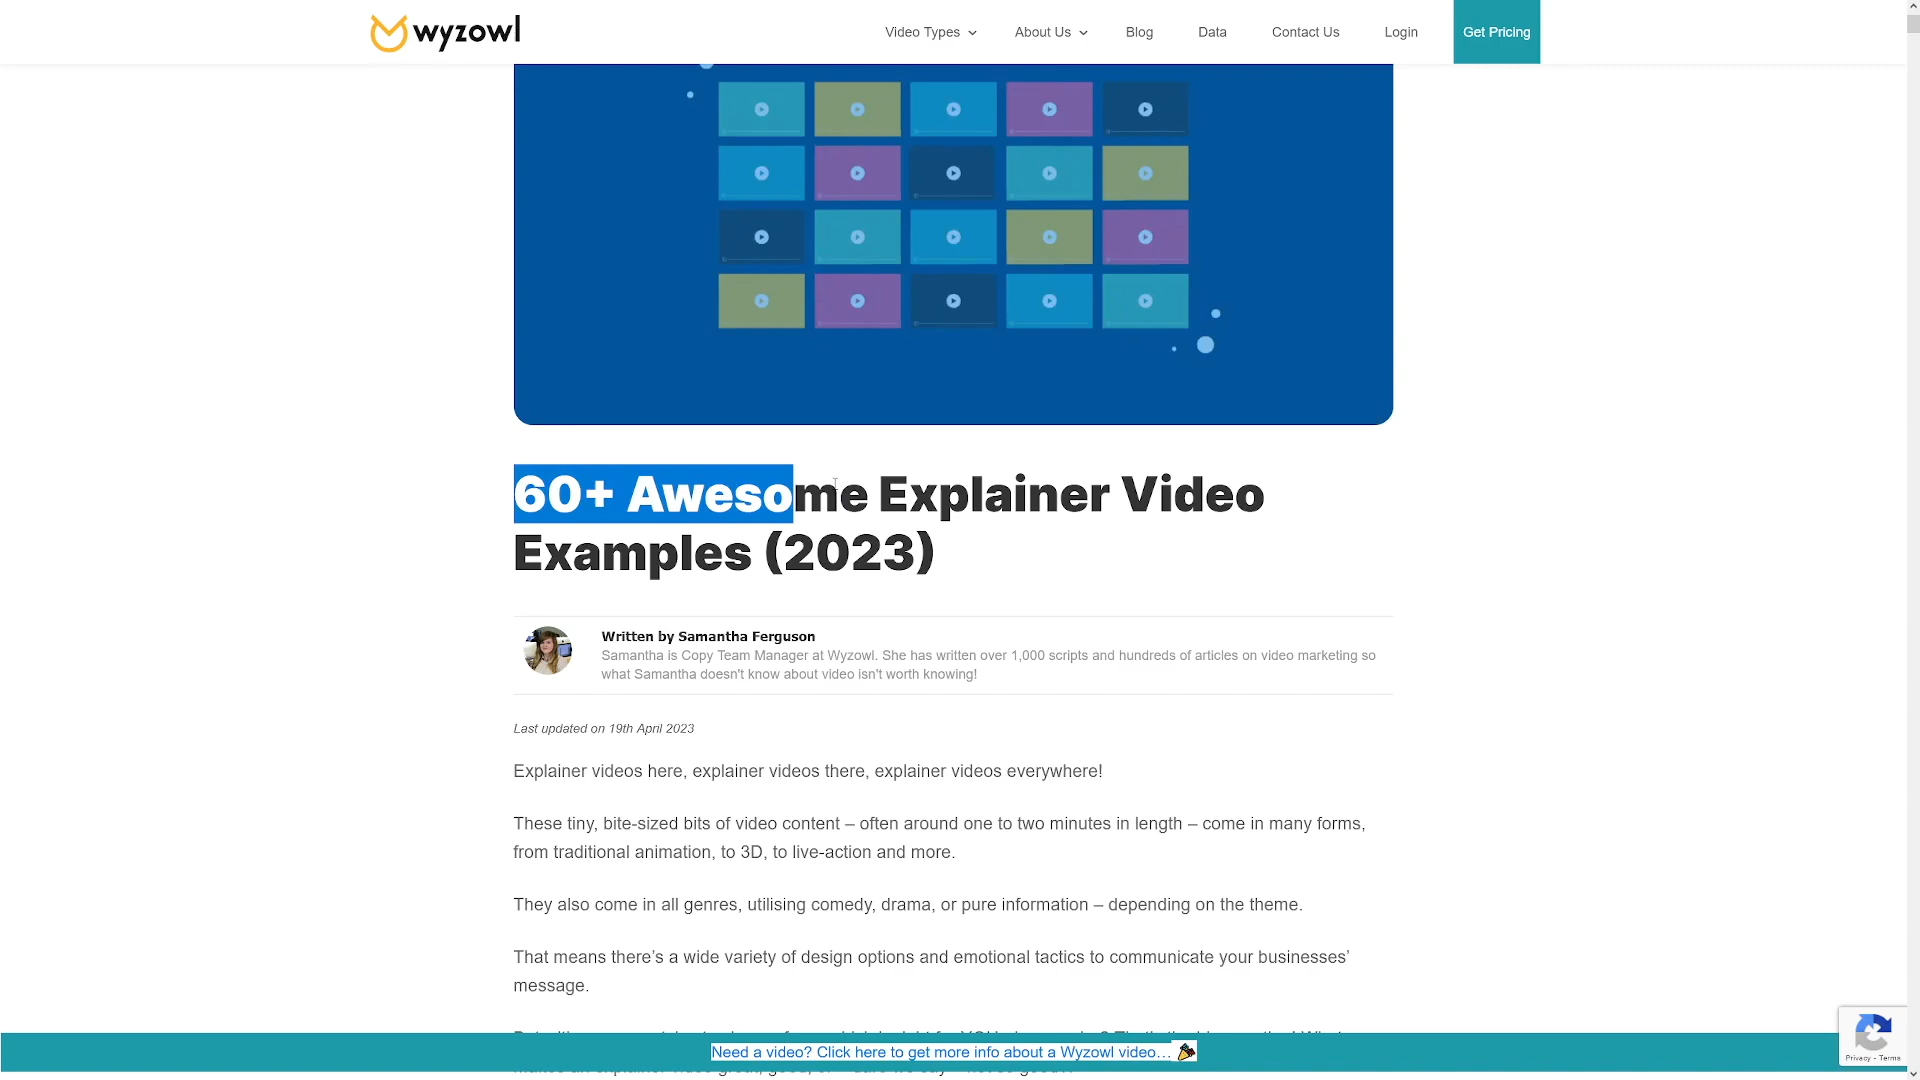 wyzowl
Video Types
About Us
Blog
Data
Contact Us
Login
Get Pricing
60+ Awesome Explainer Video
Examples (2023)
Written by Samantha Ferguson
Samantha is Copy Team Manager at Wyzowl. She has written over 1,000 scripts and hundreds of articles on video marketing so
what Samantha doesn't know about video isn't worth knowing!
Last updated on 19th April 2023
Explainer videos here, explainer videos there, explainer videos everywhere!
These tiny, bite-sized bits of video content – often around one to two minutes in length – come in many forms,
from traditional animation, to 3D, to live-action and more.
They also come in all genres, utilising comedy, drama, or pure information – depending on the theme.
That means there’s a wide variety of design options and emotional tactics to communicate your businesses’
message.
Need a video? Click here to get more info about a Wyzowl video… 🎉
Privacy - Terms